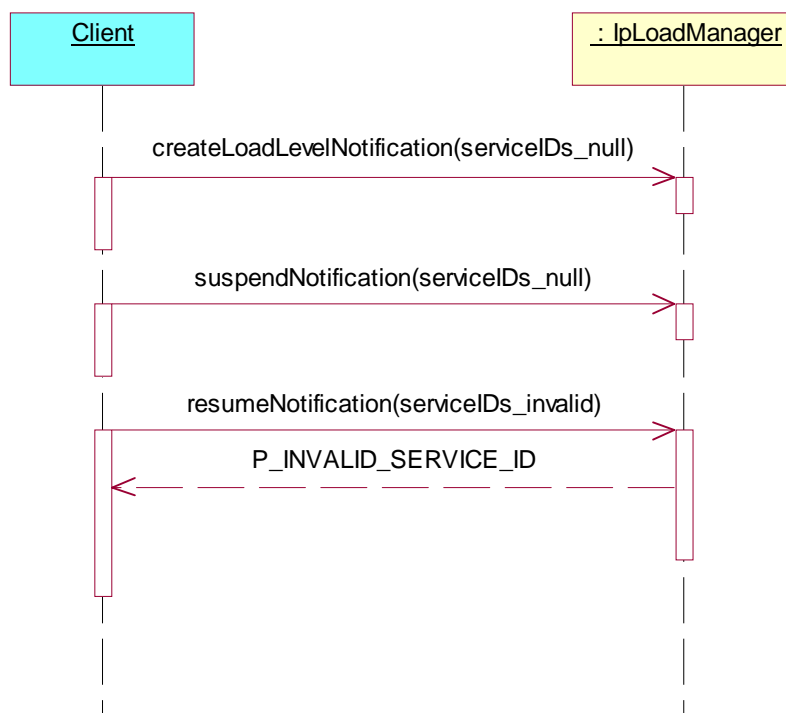 Client
: IpLoadManager
createLoadLevelNotification(serviceIDs_null)
suspendNotification(serviceIDs_null)
resumeNotification(serviceIDs_invalid)
P_INVALID_SERVICE_ID